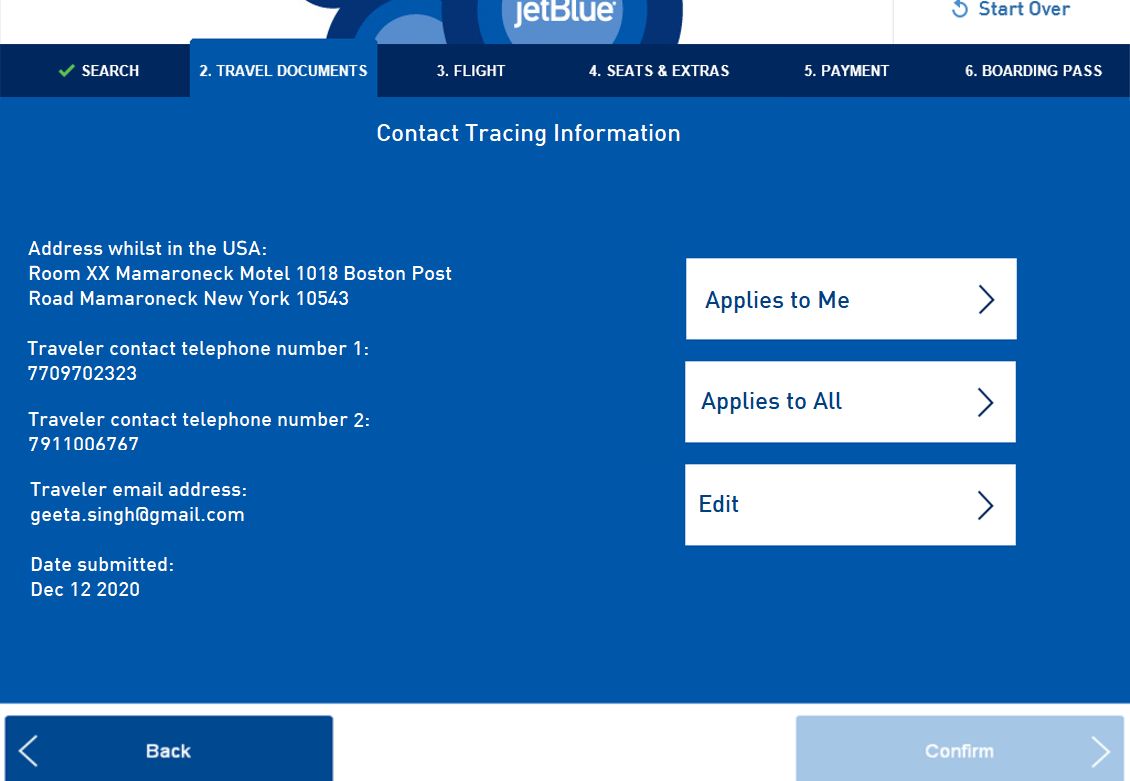 jetBlue
Start Over
SEARCH
2. TRAVEL DOCUMENTS
3. FLIGHT
4. SEATS & EXTRAS
5. PAYMENT
6. BOARDING PASS
Contact Tracing Information
Address whilst in the USA:
Room XX Mamaroneck Motel 1018 Boston Post
Road Mamaroneck New York 10543
Traveler contact telephone number 1:
7709702323
Traveler contact telephone number 2:
7911006767
Traveler email address:
geeta.singh@gmail.com
Date submitted:
Dec 12 2020
Applies to Me
Applies to All
Edit
Back
Confirm